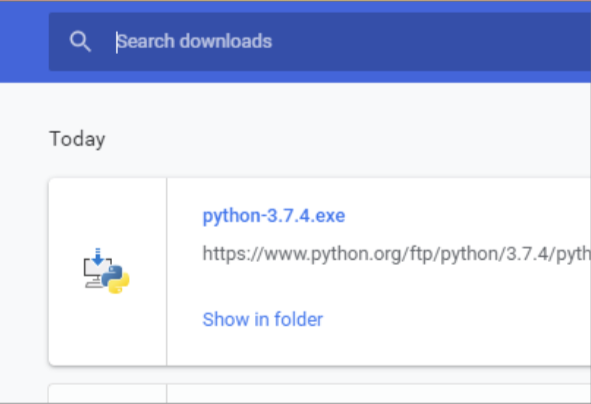 Search downloads
Today
python-3.7.4.exe
https://www.python.org/ftp/python/3.7.4/pyth
Show in folder